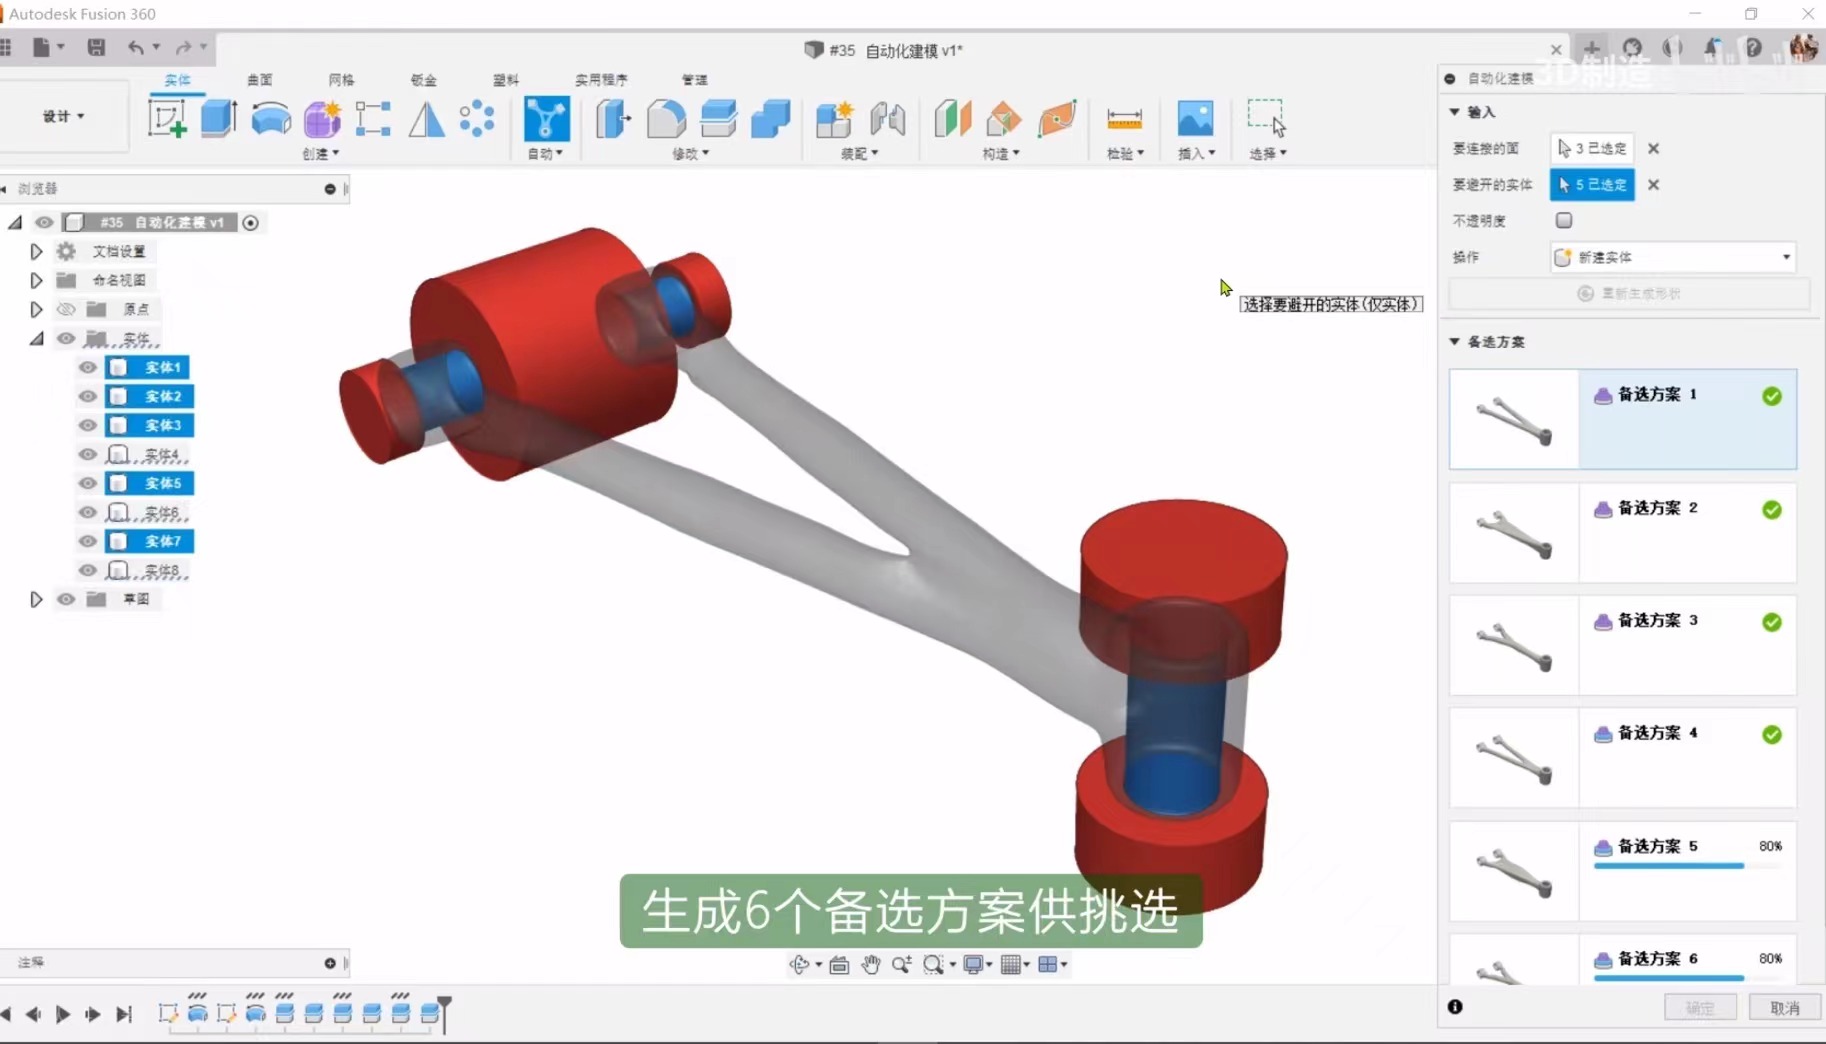 Autodesk Fusion 360
#35 自动化建模 v1*
3D制造
实体
曲面
网格
钣金
塑料
实用程序
管理
设计
创建
自动
修改
装配
构造
检验
插入
选择
浏览器
#35 自动化建模 v1
文档设置
命名视图
原点
实体
实体1
实体2
实体3
实体4
实体5
实体6
实体7
实体8
草图
选择要避开的实体(仅实体)
自动化建模
输入
要连接的面
3 已选定
要避开的实体
5 已选定
不透明度
操作
新建实体
重新生成形状
备选方案
备选方案 1
备选方案 2
备选方案 3
备选方案 4
备选方案 5
80%
备选方案 6
80%
生成6个备选方案供挑选
注释
确定
取消